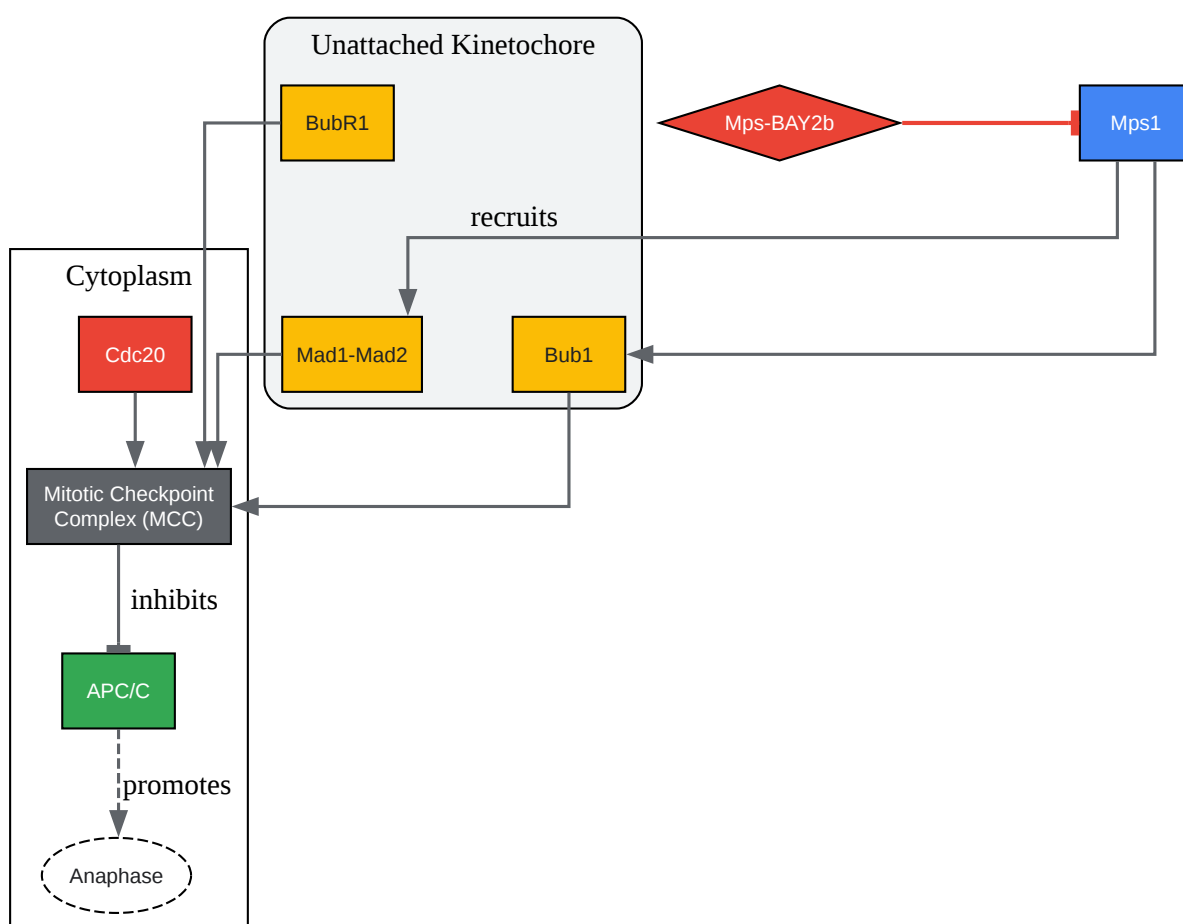 Unattached Kinetochore
BubR1
Mps-BAY2b
Mps1
recruits
Cytoplasm
Cdc20
Mad1-Mad2
Bub1
Mitotic Checkpoint
Complex (MCC)
inhibits
APC/C
promotes
Anaphase